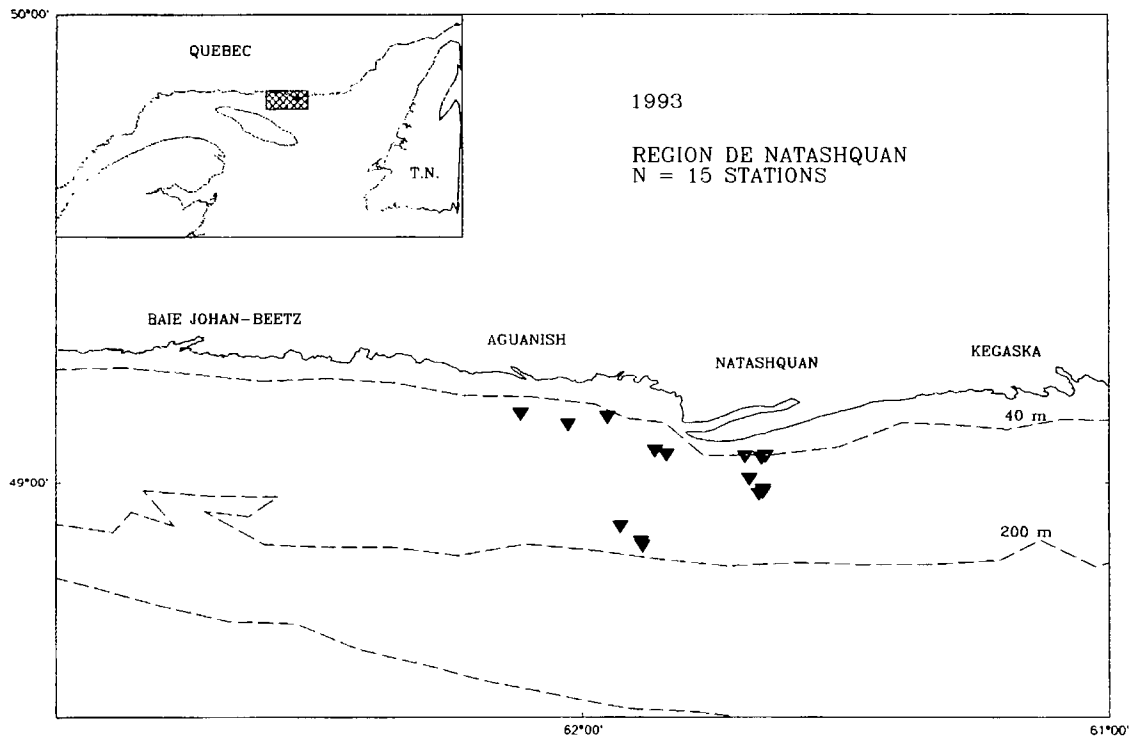 50°00'
QUEBEC
T.N.
1993
REGION DE NATASHQUAN
N = 15 STATIONS
BAIE JOHAN-BEETZ
AGUANISH
NATASHQUAN
KEGASKA
40 m
49°00'
200 m
62°00'
61°00'